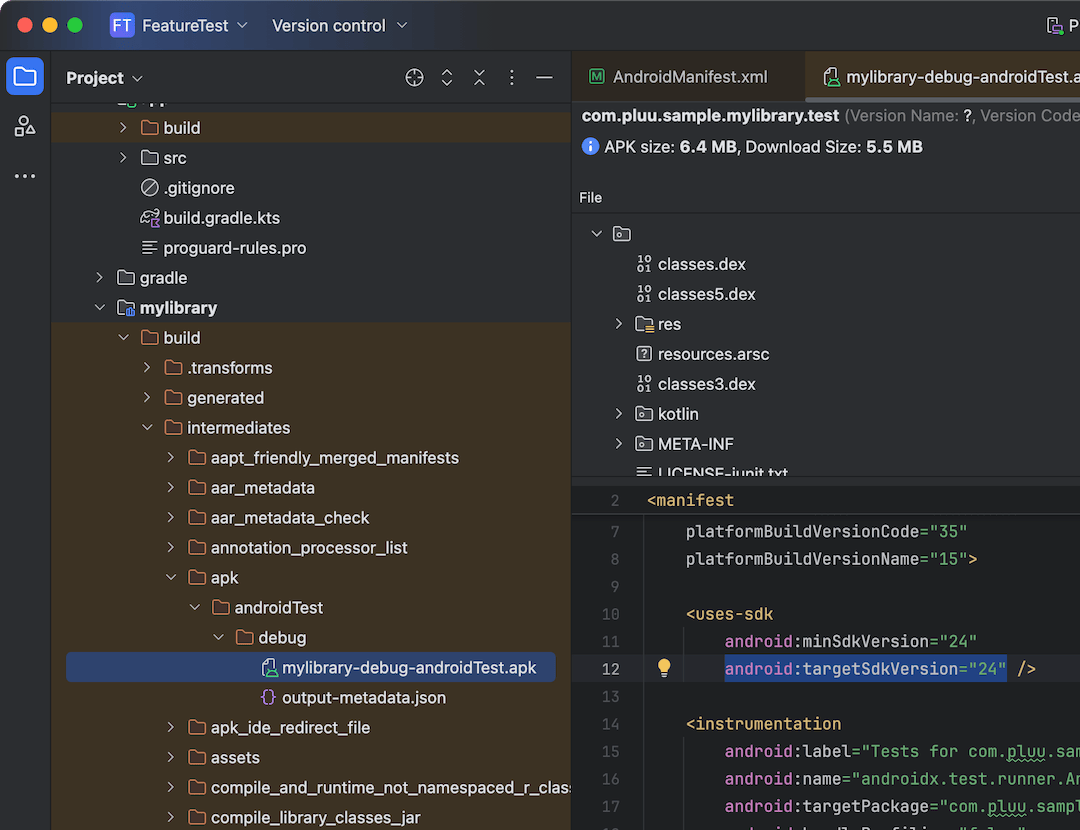 FT FeatureTest Version control
Project
build
src
.gitignore
build.gradle.kts
proguard-rules.pro
gradle
mylibrary
build
.transforms
generated
intermediates
aapt_friendly_merged_manifests
aar_metadata
aar_metadata_check
annotation_processor_list
apk
androidTest
debug
mylibrary-debug-androidTest.apk
output-metadata.json
apk_ide_redirect_file
assets
compile_and_runtime_not_namespaced_r_clas
compile_library_classes_jar
AndroidManifest.xml mylibrary-debug-androidTest.a
com.pluu.sample.mylibrary.test (Version Name: ?, Version Code
APK size: 6.4 MB, Download Size: 5.5 MB
File
classes.dex
classes5.dex
res
resources.arsc
classes3.dex
kotlin
META-INF
LICENSE-junit.txt
2 <manifest
7 platformBuildVersionCode="35"
8 platformBuildVersionName="15">
9
10 <uses-sdk
11 android:minSdkVersion="24"
12 android:targetSdkVersion="24" />
13
14 <instrumentation
15 android:label="Tests for com.pluu.sam
16 android:name="androidx.test.runner.An
17 android:targetPackage="com.pluu.sampl